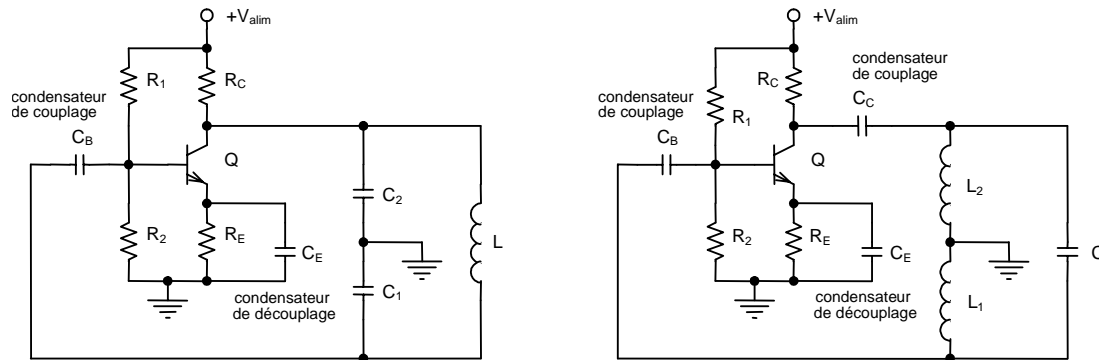 +Valim
R1
RC
condensateur
de couplage
CB
Q
C2
R2
RE
CE
L
C1
condensateur
de découplage
+Valim
condensateur
de couplage
RC
CC
R1
condensateur
de couplage
CB
Q
L2
R2
RE
CE
C
L1
condensateur
de découplage